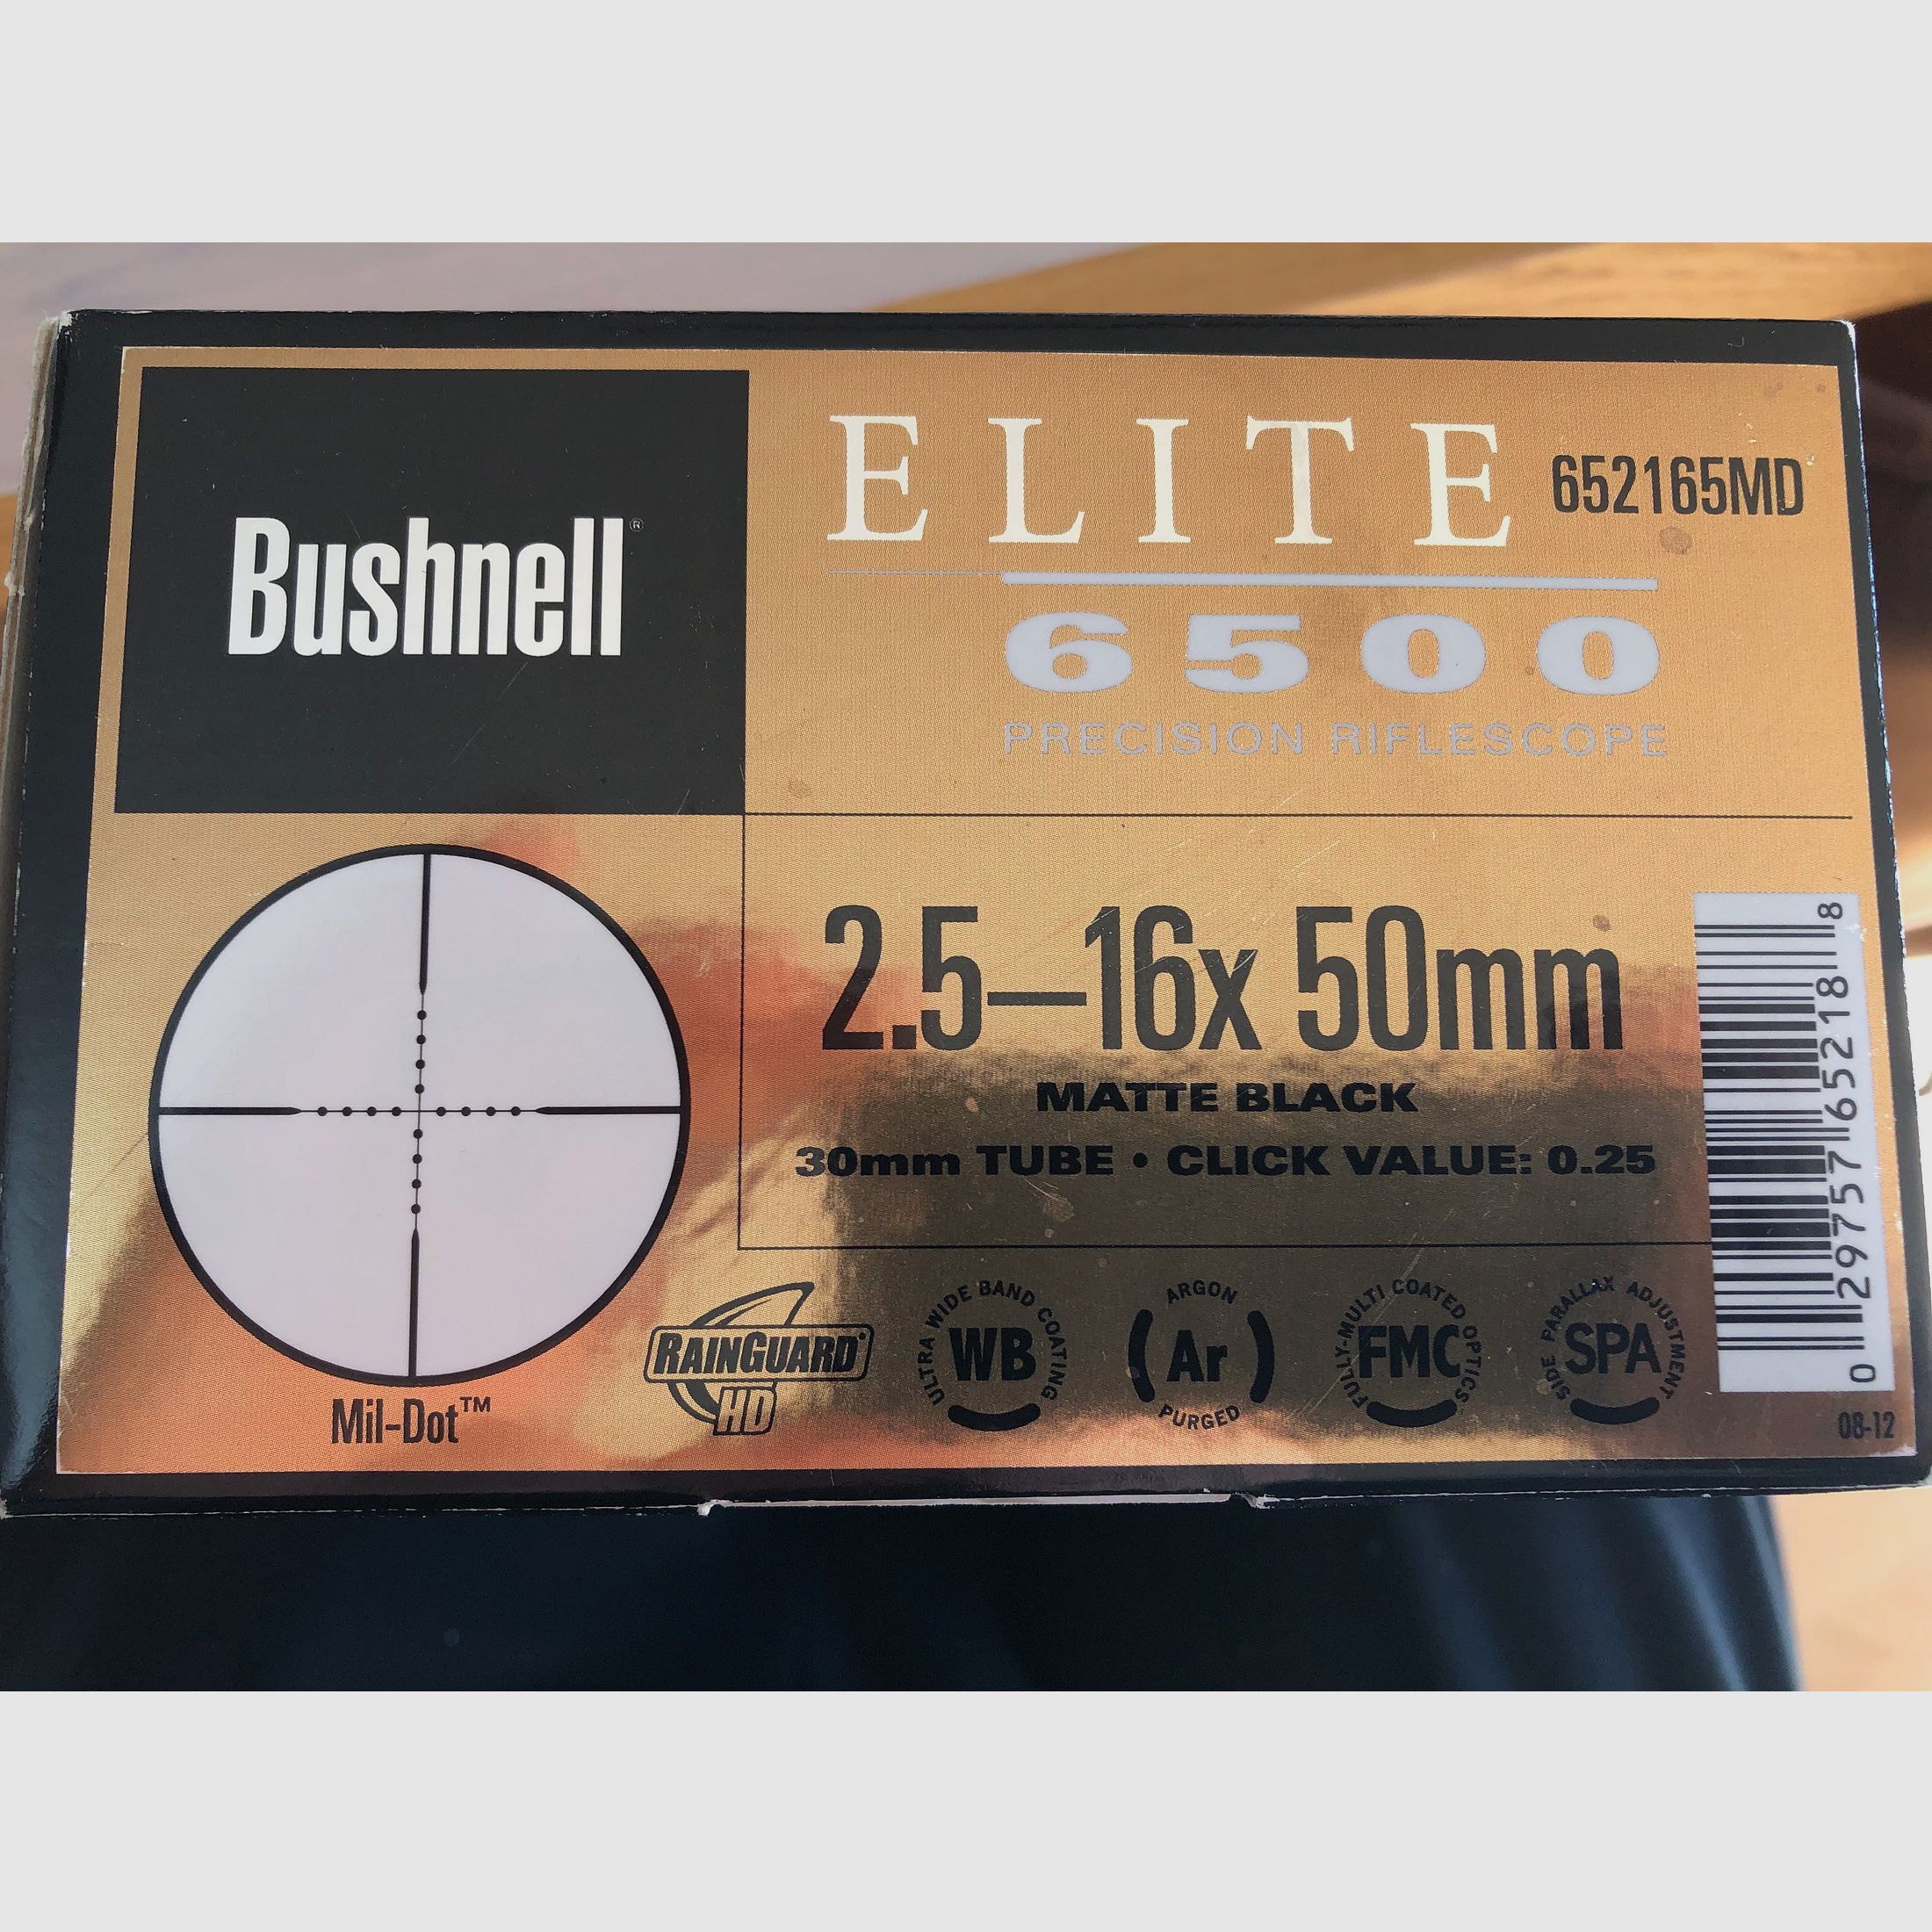 Bushnell®
ELITE
652165MD
6500
PRECISION RIFLESCOPE
2.5–16x 50mm
MATTE BLACK
30mm TUBE • CLICK VALUE: 0.25
Mil-Dot™
RAINGUARD®
HD
ULTRA WIDE BAND COATING
WB
ARGON
Ar
PURGED
FULLY-MULTI COATED OPTICS
FMC
SIDE PARALLAX ADJUSTMENT
SPA
0 29757 65218 8
08-12